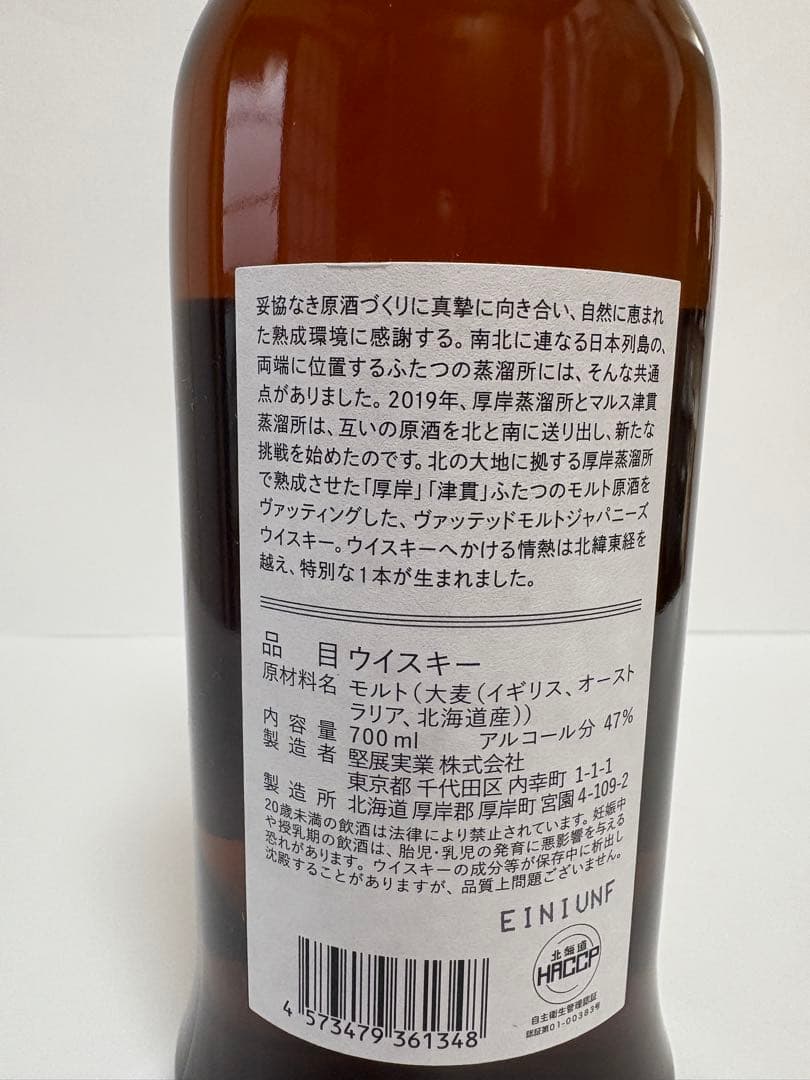 妥協なき原酒づくりに真摯に向き合い、自然に恵まれ
た熟成環境に感謝する。南北に連なる日本列島の、
両端に位置するふたつの蒸溜所には、そんな共通
点がありました。2019年、厚岸蒸溜所とマルス津貫
蒸溜所は、互いの原酒を北と南に送り出し、新たな
挑戦を始めたのです。北の大地に拠する厚岸蒸溜所
で熟成させた「厚岸」「津貫」ふたつのモルト原酒を
ヴァッティングした、ヴァッテッドモルトジャパニーズ
ウイスキー。ウイスキーへかける情熱は北緯東経を
越え、特別な1本が生まれました。
品目 ウイスキー
原材料名 モルト（大麦（イギリス、オースト
ラリア、北海道産））
内容量 700ml アルコール分 47%
製造者 堅展実業 株式会社
東京都 千代田区 内幸町 1-1-1
製造所 北海道 厚岸郡 厚岸町 宮園 4-109-2
20歳未満の飲酒は法律により禁止されています。妊娠中
や授乳期の飲酒は、胎児・乳児の発育に悪影響を与える
恐れがあります。ウイスキーの成分等が保存中に析出し
沈殿することがありますが、品質上問題ございません。
EINIUNF
北海道
HACCP
自主衛生管理認証
認証第01-00383号
4 573479 361348